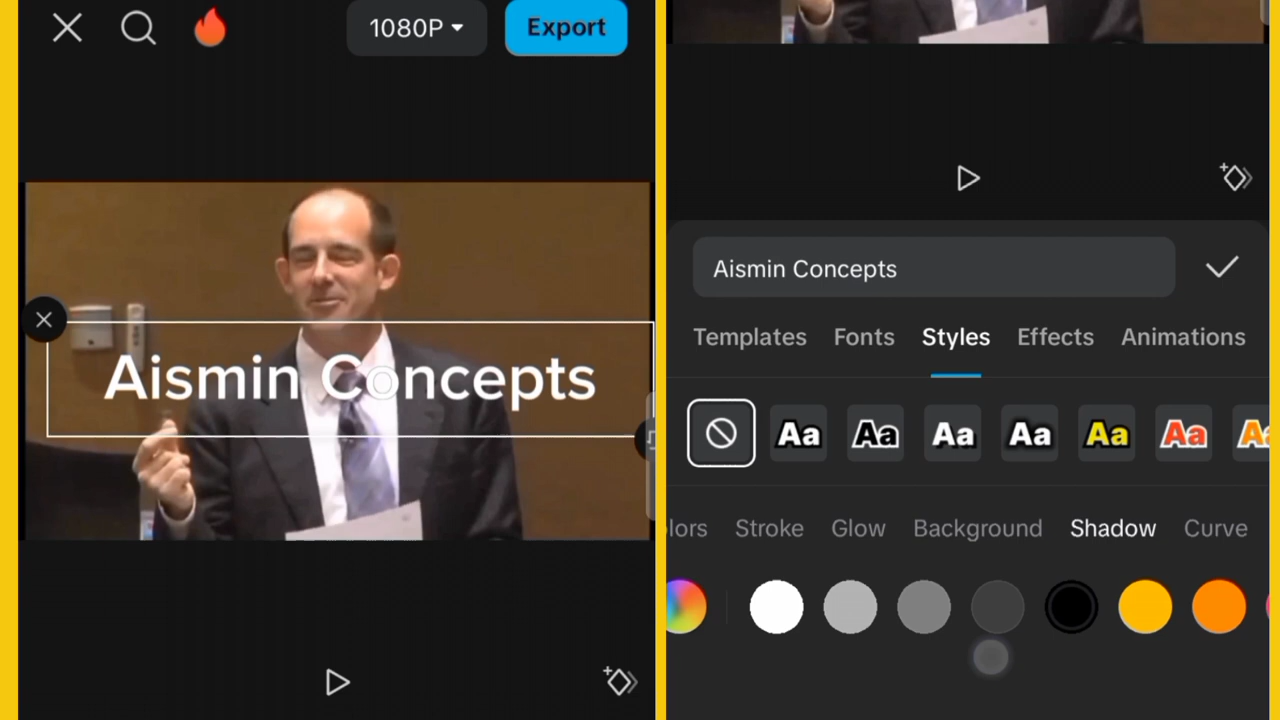 1080P
Export
Aismin Concepts
Aismin Concepts
Templates Fonts Styles Effects Animations
Aa Aa Aa Aa Aa Aa Aa
lors Stroke Glow Background Shadow Curve